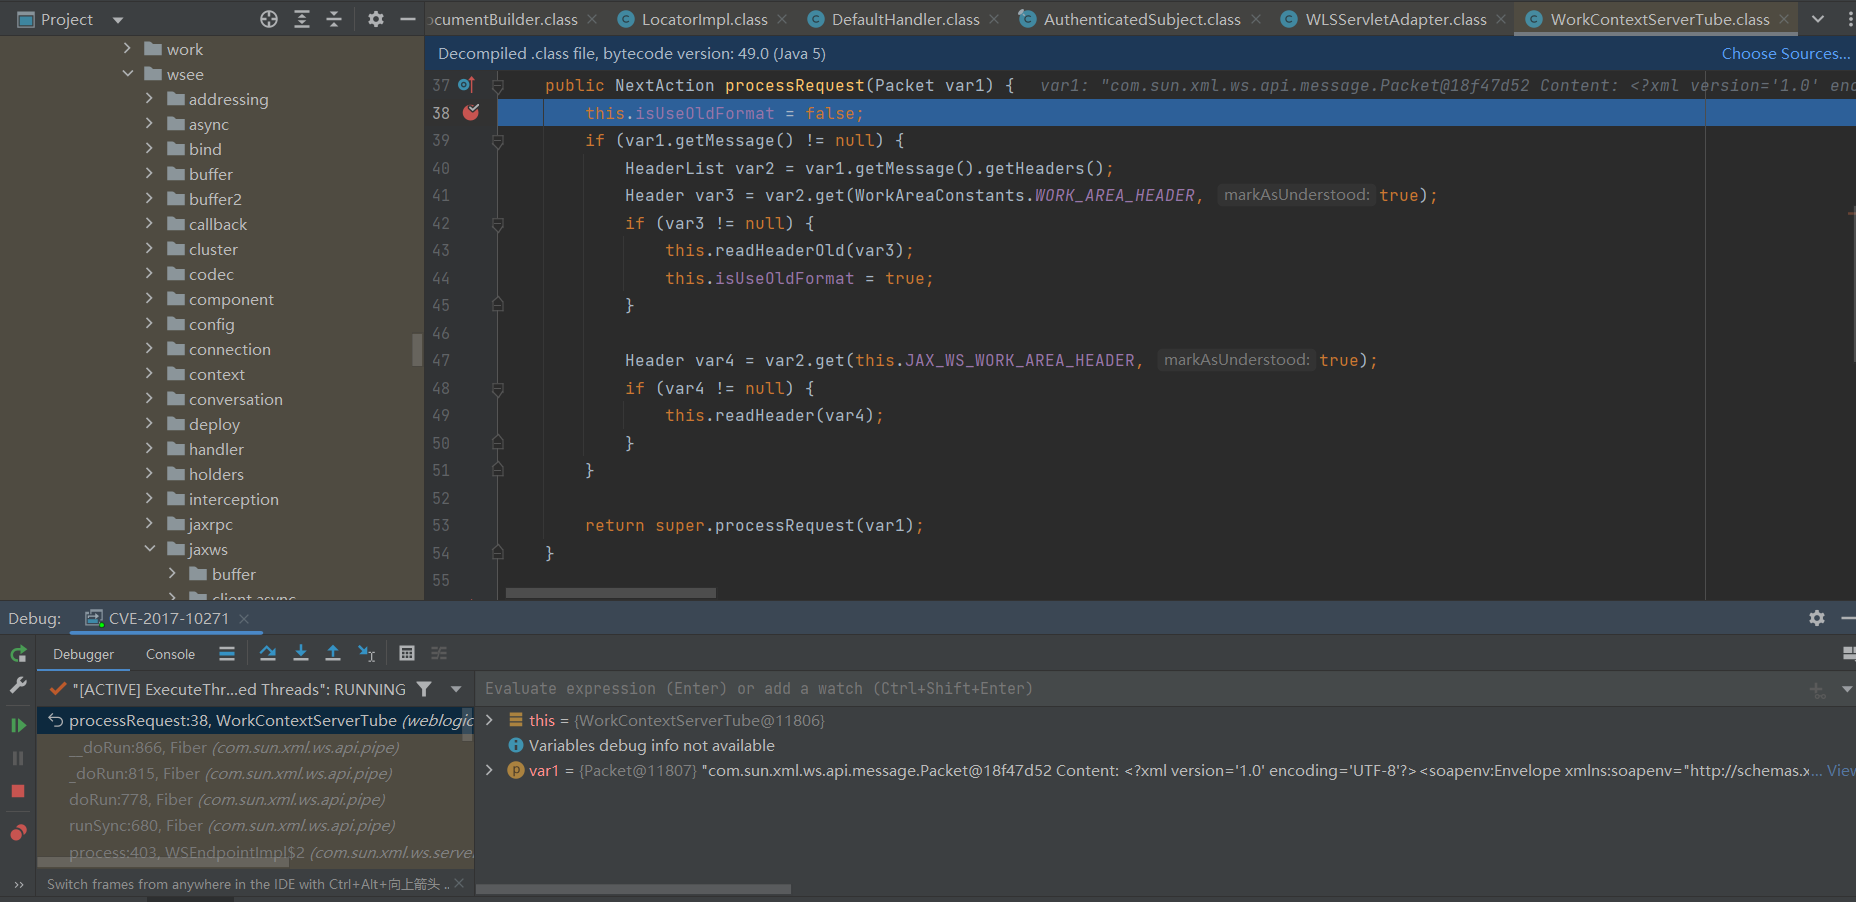 Project
ocumentBuilder.class
LocatorImpl.class
DefaultHandler.class
AuthenticatedSubject.class
WLSServletAdapter.class
WorkContextServerTube.class
work
wsee
addressing
async
bind
buffer
buffer2
callback
cluster
codec
component
config
connection
context
conversation
deploy
handler
holders
interception
jaxrpc
jaxws
buffer
client.async
Decompiled .class file, bytecode version: 49.0 (Java 5)
Choose Sources...
37 public NextAction processRequest(Packet var1) { var1: "com.sun.xml.ws.api.message.Packet@18f47d52 Content: <?xml version='1.0' enc
38 this.isUseOldFormat = false;
39 if (var1.getMessage() != null) {
40 HeaderList var2 = var1.getMessage().getHeaders();
41 Header var3 = var2.get(WorkAreaConstants.WORK_AREA_HEADER, markAsUnderstood: true);
42 if (var3 != null) {
43 this.readHeaderOld(var3);
44 this.isUseOldFormat = true;
45 }
46
47 Header var4 = var2.get(this.JAX_WS_WORK_AREA_HEADER, markAsUnderstood: true);
48 if (var4 != null) {
49 this.readHeader(var4);
50 }
51 }
52
53 return super.processRequest(var1);
54 }
55
Debug: CVE-2017-10271
Debugger Console
"[ACTIVE] ExecuteThr...ed Threads": RUNNING
processRequest:38, WorkContextServerTube (weblogic
__doRun:866, Fiber (com.sun.xml.ws.api.pipe)
_doRun:815, Fiber (com.sun.xml.ws.api.pipe)
doRun:778, Fiber (com.sun.xml.ws.api.pipe)
runSync:680, Fiber (com.sun.xml.ws.api.pipe)
process:403, WSEndpointImpl$2 (com.sun.xml.ws.serve
Switch frames from anywhere in the IDE with Ctrl+Alt+向上箭头 ..
Evaluate expression (Enter) or add a watch (Ctrl+Shift+Enter)
this = {WorkContextServerTube@11806}
Variables debug info not available
var1 = {Packet@11807} "com.sun.xml.ws.api.message.Packet@18f47d52 Content: <?xml version='1.0' encoding='UTF-8'?><soapenv:Envelope xmlns:soapenv="http://schemas.x... View